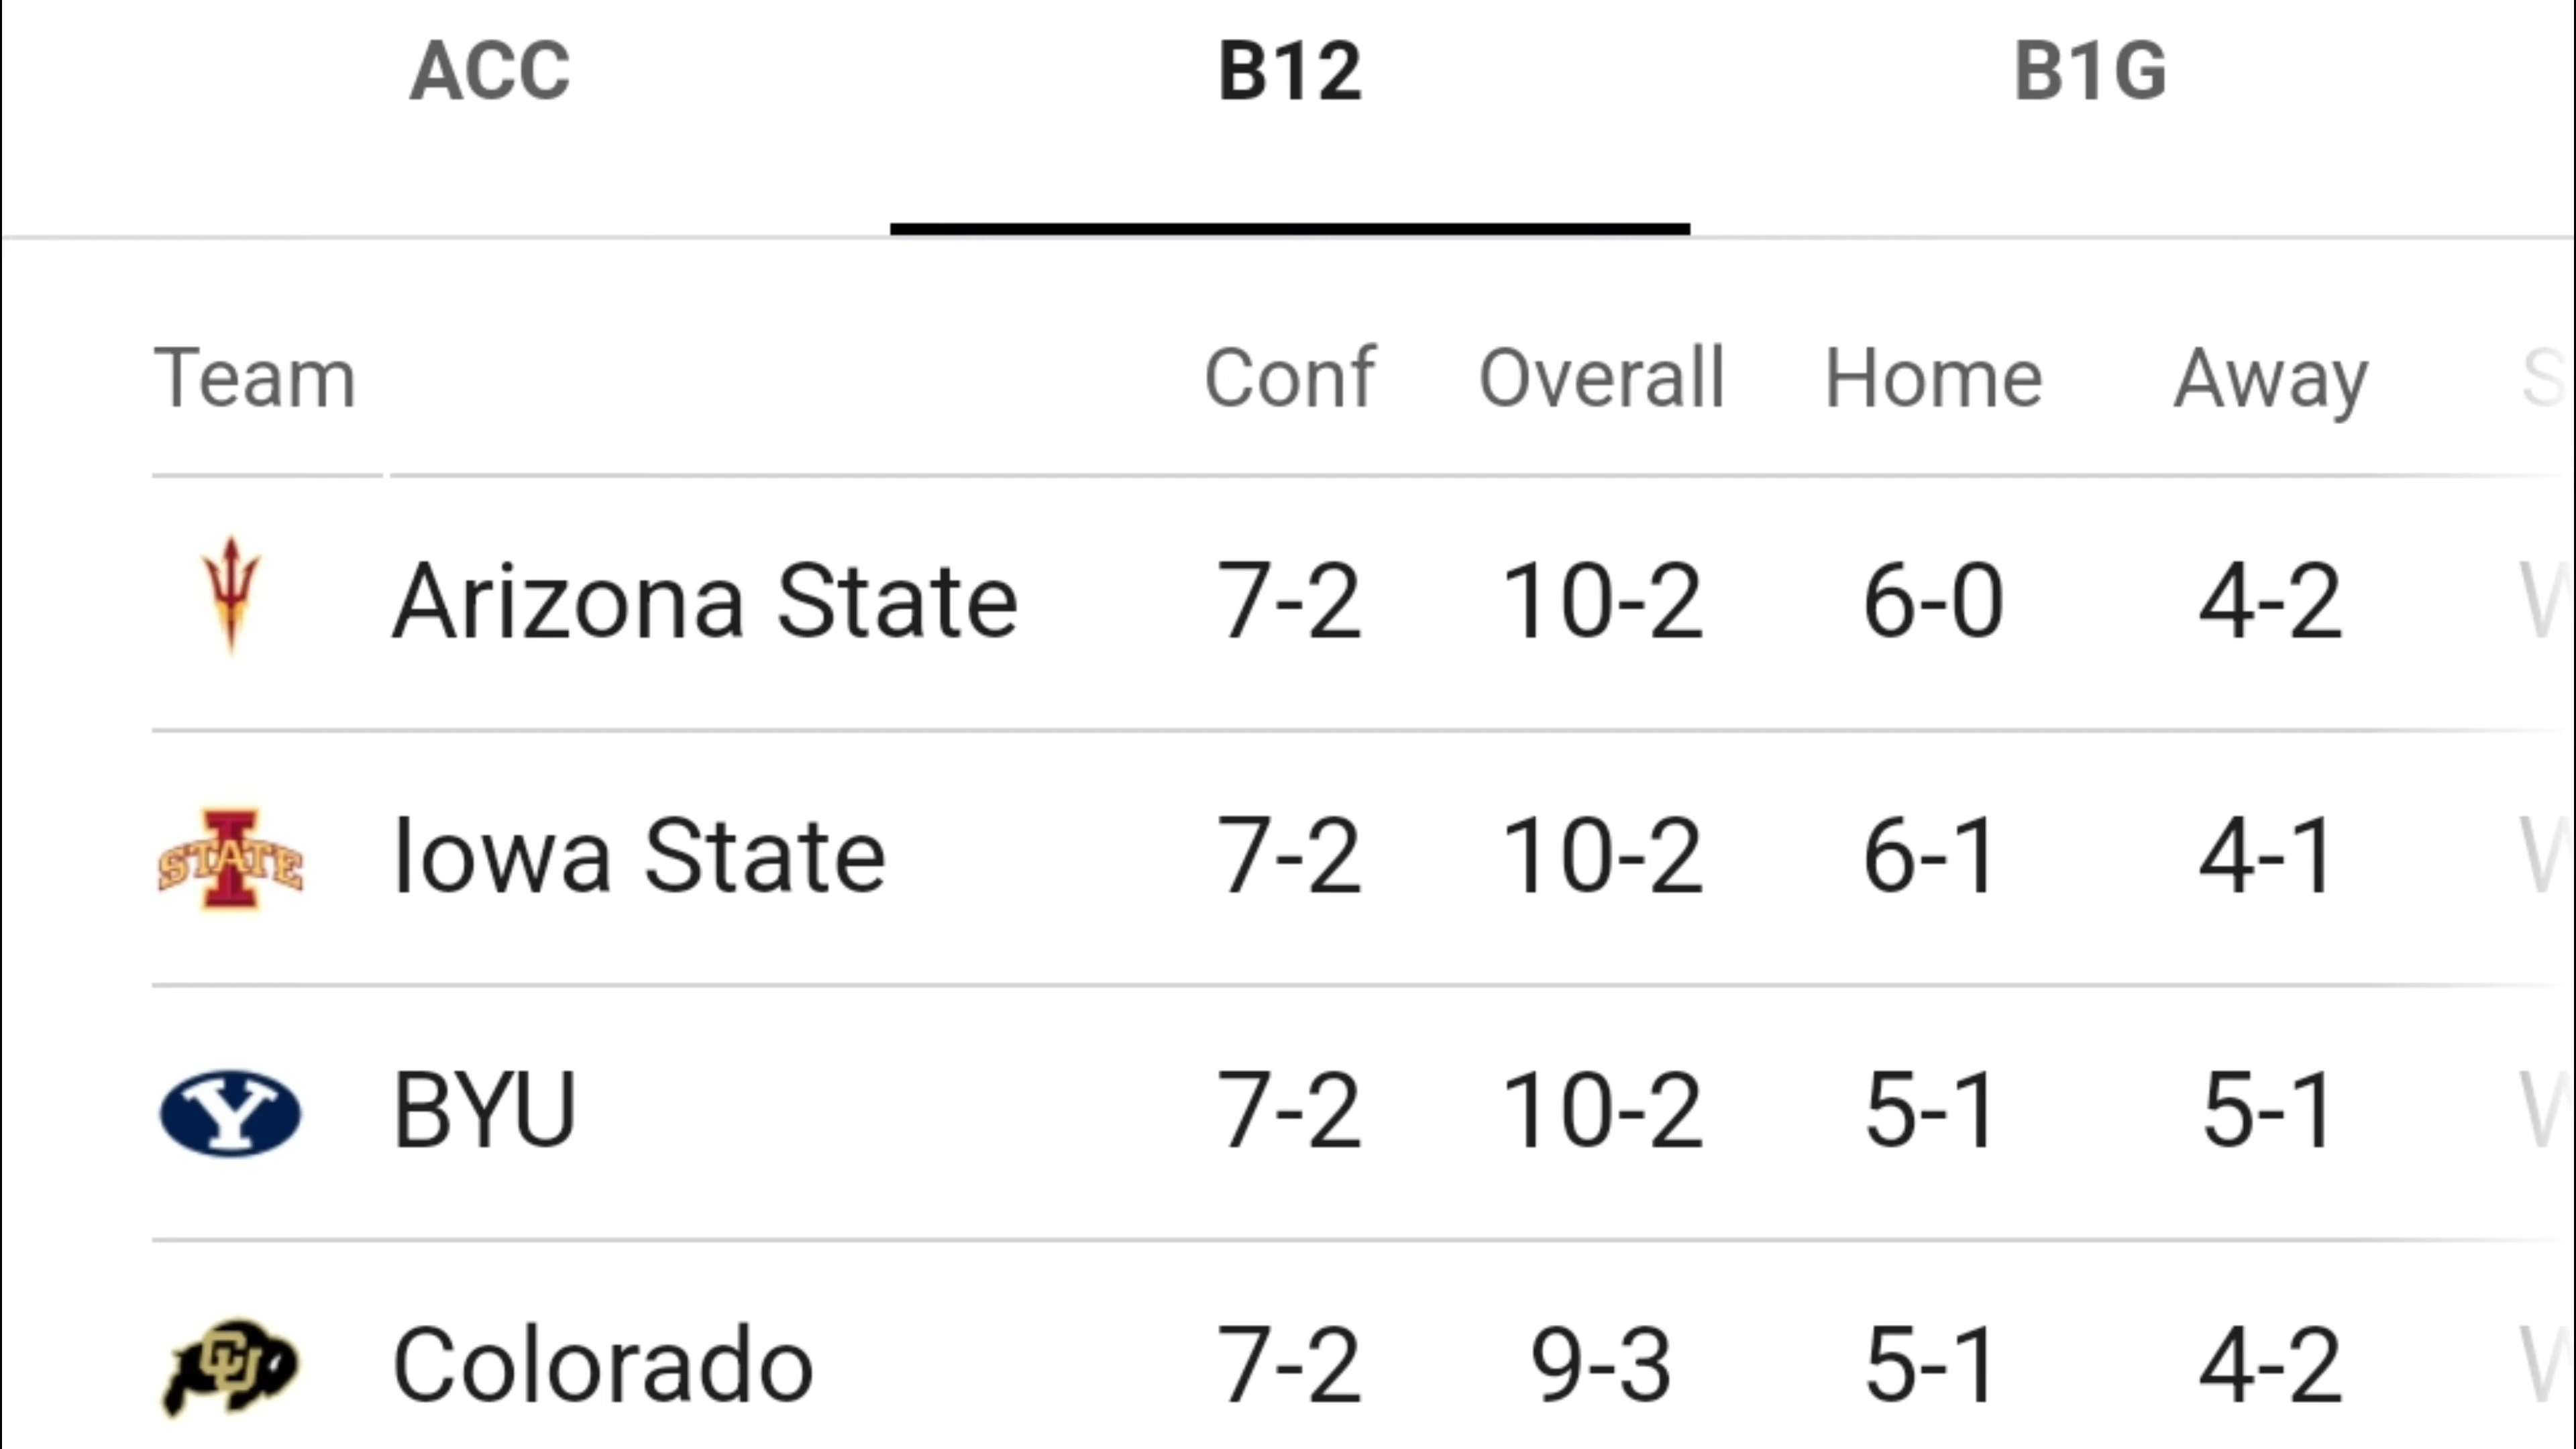 ACC B12 B1G
Team Conf Overall Home Away
Arizona State 7-2 10-2 6-0 4-2
STATE Iowa State 7-2 10-2 6-1 4-1
Y BYU 7-2 10-2 5-1 5-1
CU Colorado 7-2 9-3 5-1 4-2